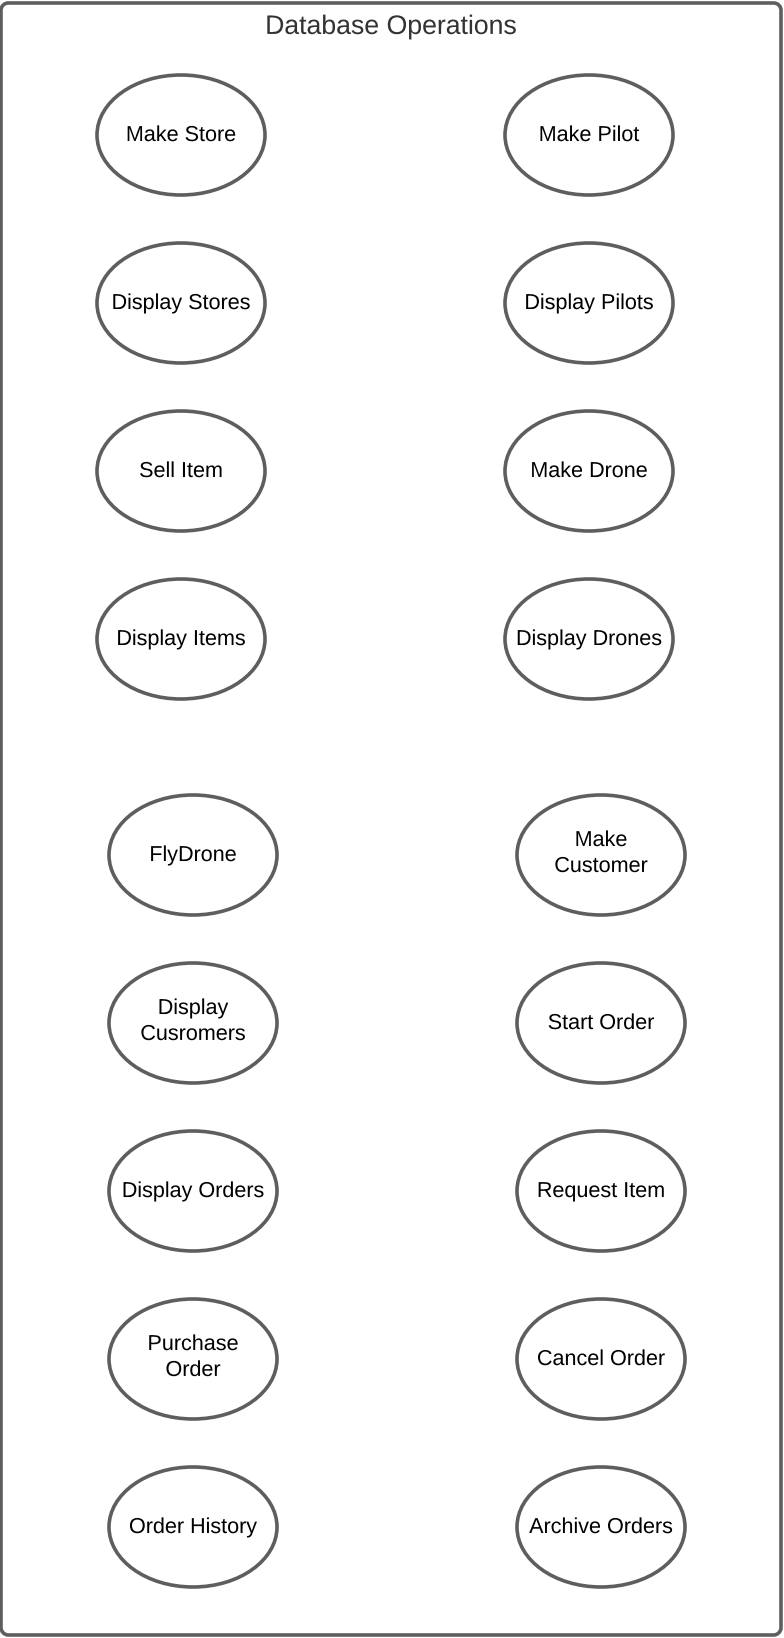 Database Operations
Make Store
Make Pilot
Display Stores
Display Pilots
Sell Item
Make Drone
Display Items
Display Drones
FlyDrone
Make
Customer
Display
Cusromers
Start Order
Display Orders
Request Item
Purchase
Order
Cancel Order
Order History
Archive Orders